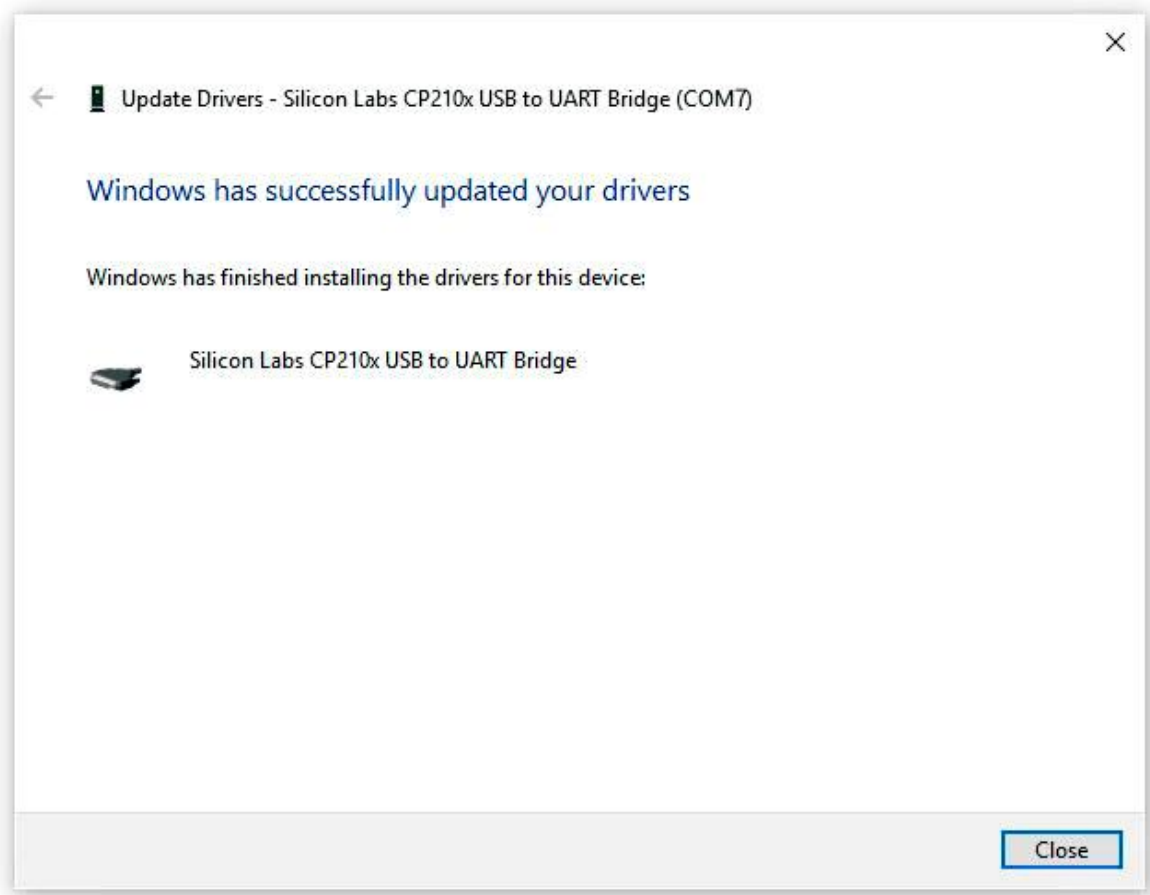 Update Drivers - Silicon Labs CP210x USB to UART Bridge (COM7)
Windows has successfully updated your drivers
Windows has finished installing the drivers for this device:
Silicon Labs CP210x USB to UART Bridge
Close